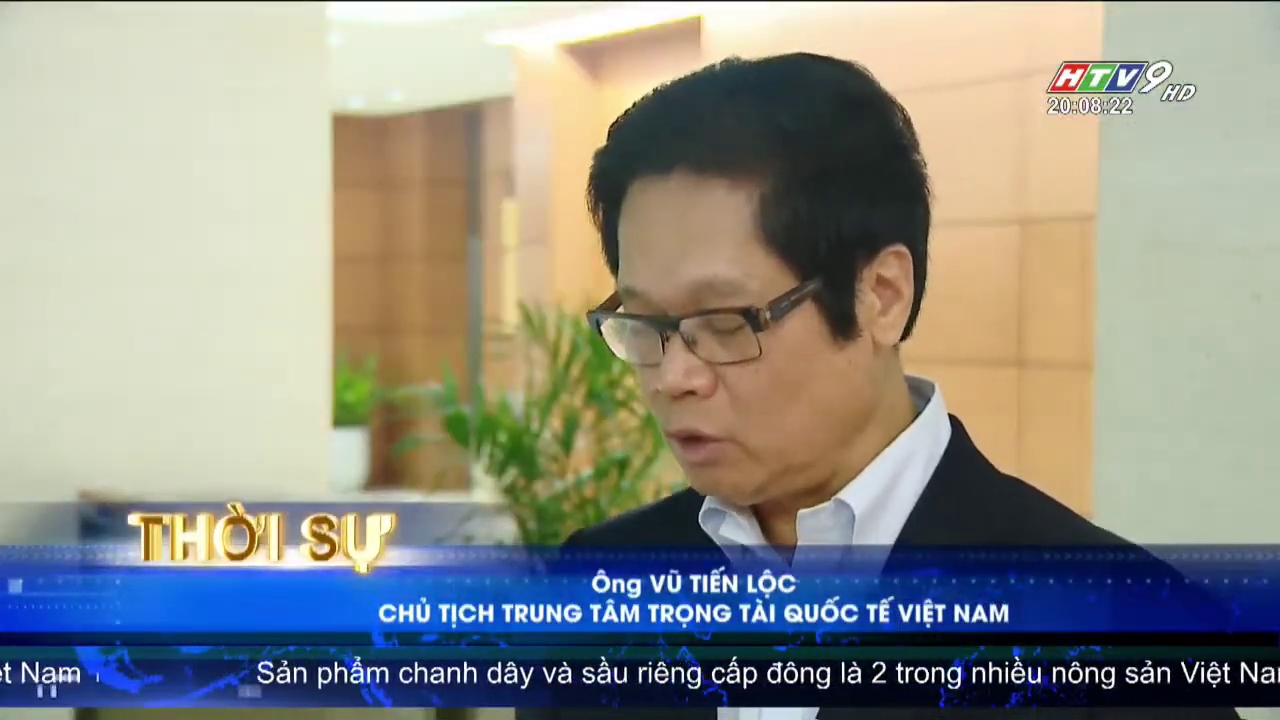 HTV9 HD
20:08:22
THỜI SỰ
Ông VŨ TIẾN LỘC
CHỦ TỊCH TRUNG TÂM TRỌNG TÀI QUỐC TẾ VIỆT NAM
ệt Nam Sản phẩm chanh dây và sầu riêng cấp đông là 2 trong nhiều nông sản Việt Na